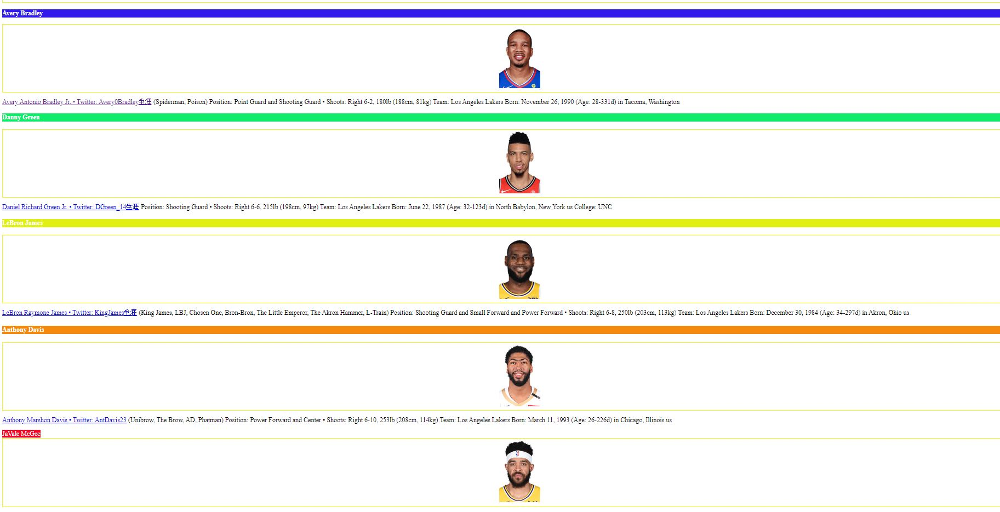 Avery Bradley
Avery Antonio Bradley Jr. ▪ Twitter: Avery0Bradley生涯 (Spiderman, Poison) Position: Point Guard and Shooting Guard ▪ Shoots: Right 6-2, 180lb (188cm, 81kg) Team: Los Angeles Lakers Born: November 26, 1990 (Age: 28-331d) in Tacoma, Washington
Danny Green
Daniel Richard Green Jr. ▪ Twitter: DGreen_14生涯 Position: Shooting Guard ▪ Shoots: Right 6-6, 215lb (198cm, 97kg) Team: Los Angeles Lakers Born: June 22, 1987 (Age: 32-123d) in North Babylon, New York us College: UNC
LeBron James
LeBron Raymone James ▪ Twitter: KingJames生涯 (King James, LBJ, Chosen One, Bron-Bron, The Little Emperor, The Akron Hammer, L-Train) Position: Shooting Guard and Small Forward and Power Forward ▪ Shoots: Right 6-8, 250lb (203cm, 113kg) Team: Los Angeles Lakers Born: December 30, 1984 (Age: 34-297d) in Akron, Ohio us
Anthony Davis
Anthony Marshon Davis ▪ Twitter: AntDavis23 (Unibrow, The Brow, AD, Phatman) Position: Power Forward and Center ▪ Shoots: Right 6-10, 253lb (208cm, 114kg) Team: Los Angeles Lakers Born: March 11, 1993 (Age: 26-226d) in Chicago, Illinois us
JaVale McGee